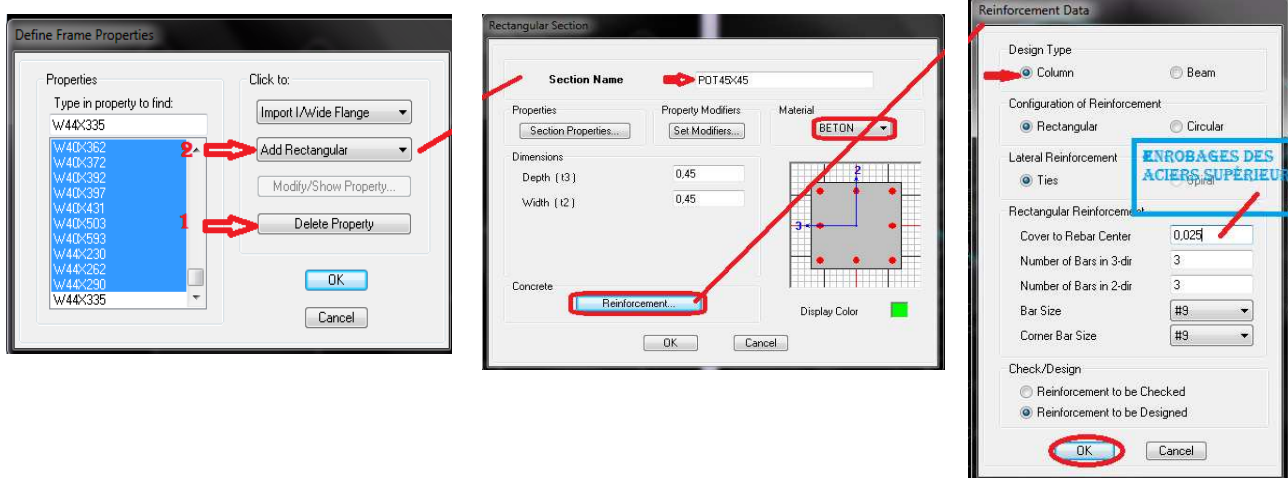 Define Frame Properties
Properties
Type in property to find:
W44X335
W40X362
W40X372
W40X392
W40X397
W40X431
W40X503
W40X593
W44X230
W44X262
W44X290
W44X335
Click to:
Import I/Wide Flange
2 Add Rectangular
Modify/Show Property...
1 Delete Property
OK
Cancel
Rectangular Section
Section Name POT45X45
Properties
Section Properties...
Property Modifiers
Set Modifiers...
Material
BETON
Dimensions
Depth ( t3 ) 0,45
Width ( t2 ) 0,45
2
3
Concrete
Reinforcement...
Display Color
OK Cancel
Reinforcement Data
Design Type
Column Beam
Configuration of Reinforcement
Rectangular Circular
Lateral Reinforcement
Ties Spiral
ENROBAGES DES
ACIERS SUPÉRIEUR
Rectangular Reinforcement
Cover to Rebar Center 0,025
Number of Bars in 3-dir 3
Number of Bars in 2-dir 3
Bar Size #9
Corner Bar Size #9
Check/Design
Reinforcement to be Checked
Reinforcement to be Designed
OK Cancel